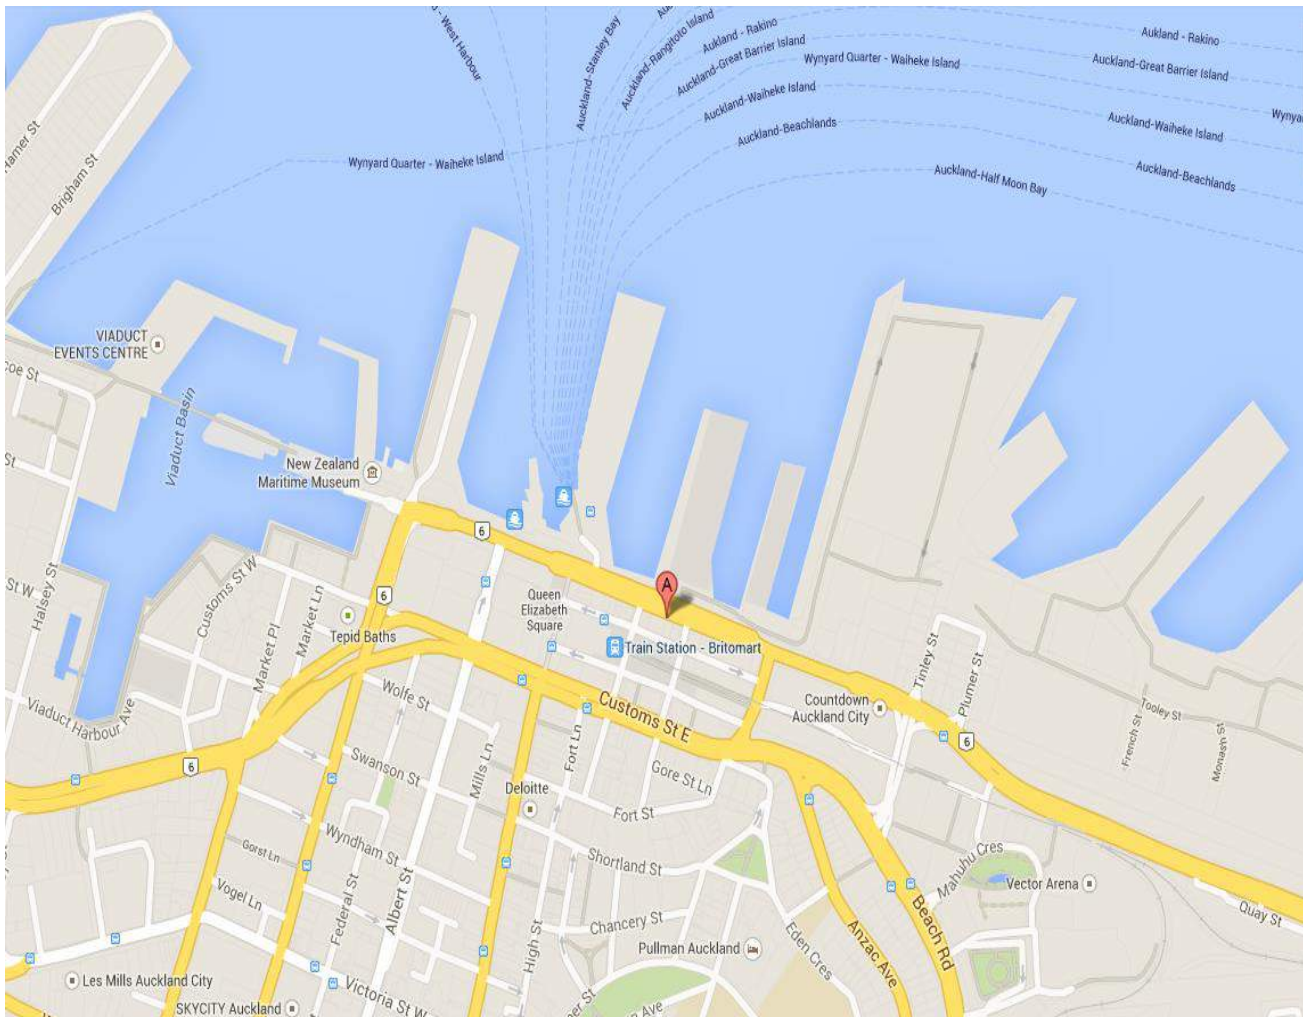 - West Harbour
Auckland-Stanley Bay
Auckland-Rangitoto Island
Aukland - Rakino
Auckland-Great Barrier Island
Wynyard Quarter - Waiheke Island
Auckland-Waiheke Island
Auckland-Beachlands
Auckland-Half Moon Bay
Aukland - Rakino
Auckland-Great Barrier Island
Auckland-Waiheke Island
Auckland-Beachlands
Wynyard Quarter - Waiheke Island
Hamer St
Brigham St
VIADUCT
EVENTS CENTRE
Viaduct Basin
New Zealand
Maritime Museum
6
6
A
Queen
Elizabeth
Square
Train Station - Britomart
Halsey St
Customs St W
Market Pl
Market Ln
Tepid Baths
Viaduct Harbour Ave
6
Wolfe St
Swanson St
Mills Ln
Customs St E
Fort Ln
Gore St Ln
Fort St
Deloitte
Countdown
Auckland City
Tinley St
Plumer St
6
French St
Tooley St
Monash St
Wyndham St
Gorst Ln
Vogel Ln
Federal St
Albert St
Shortland St
Chancery St
High St
Pullman Auckland
Eden Cres
Anzac Ave
Beach Rd
Mahuhu Cres
Vector Arena
Quay St
Les Mills Auckland City
SKYCITY Auckland
Victoria St W